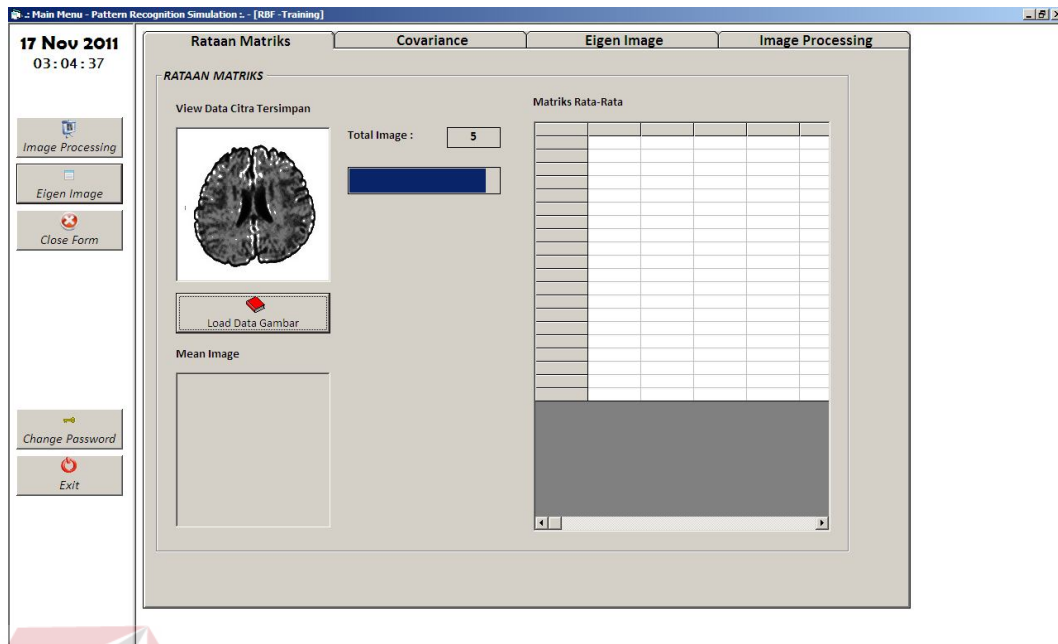 .: Main Menu - Pattern Recognition Simulation :. - [RBF -Training]
17 Nov 2011
03:04:37
Image Processing
Eigen Image
Close Form
Change Password
Exit
Rataan Matriks
Covariance
Eigen Image
Image Processing
RATAAN MATRIKS
View Data Citra Tersimpan
Total Image :
5
Load Data Gambar
Mean Image
Matriks Rata-Rata